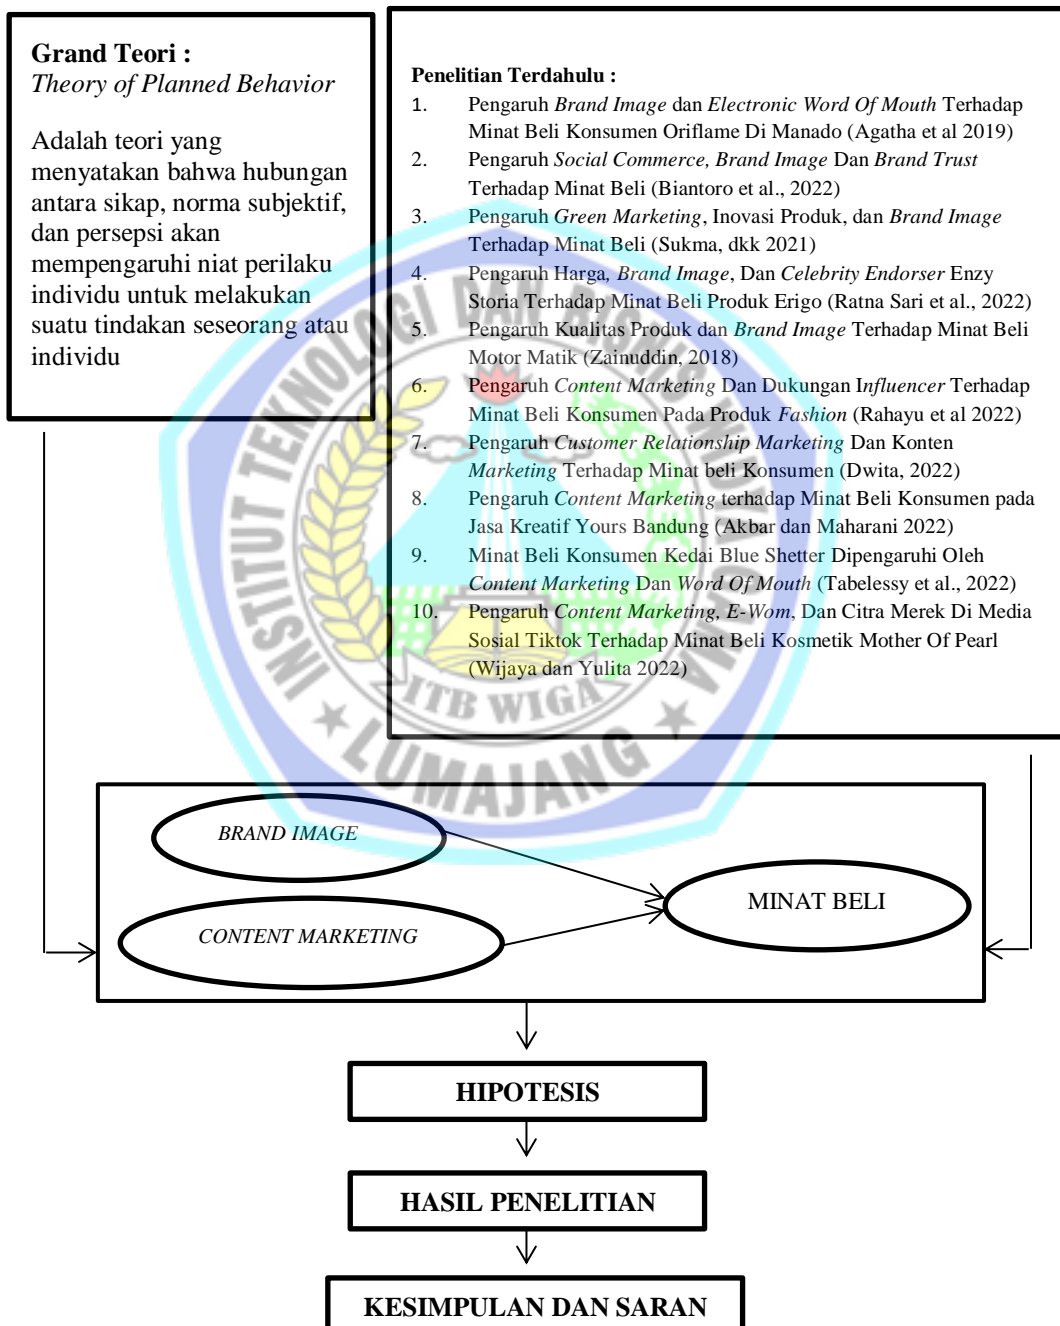 Grand Teori :
Theory of Planned Behavior
Adalah teori yang
menyatakan bahwa hubungan
antara sikap, norma subjektif,
dan persepsi akan
mempengaruhi niat perilaku
individu untuk melakukan
suatu tindakan seseorang atau
individu
Penelitian Terdahulu :
1. Pengaruh Brand Image dan Electronic Word Of Mouth Terhadap
Minat Beli Konsumen Oriflame Di Manado (Agatha et al 2019)
2. Pengaruh Social Commerce, Brand Image Dan Brand Trust
Terhadap Minat Beli (Biantoro et al., 2022)
3. Pengaruh Green Marketing, Inovasi Produk, dan Brand Image
Terhadap Minat Beli (Sukma, dkk 2021)
4. Pengaruh Harga, Brand Image, Dan Celebrity Endorser Enzy
Storia Terhadap Minat Beli Produk Erigo (Ratna Sari et al., 2022)
5. Pengaruh Kualitas Produk dan Brand Image Terhadap Minat Beli
Motor Matik (Zainuddin, 2018)
6. Pengaruh Content Marketing Dan Dukungan Influencer Terhadap
Minat Beli Konsumen Pada Produk Fashion (Rahayu et al 2022)
7. Pengaruh Customer Relationship Marketing Dan Konten
Marketing Terhadap Minat beli Konsumen (Dwita, 2022)
8. Pengaruh Content Marketing terhadap Minat Beli Konsumen pada
Jasa Kreatif Yours Bandung (Akbar dan Maharani 2022)
9. Minat Beli Konsumen Kedai Blue Shetter Dipengaruhi Oleh
Content Marketing Dan Word Of Mouth (Tabelessy et al., 2022)
10. Pengaruh Content Marketing, E-Wom, Dan Citra Merek Di Media
Sosial Tiktok Terhadap Minat Beli Kosmetik Mother Of Pearl
(Wijaya dan Yulita 2022)
INSTITUT TEKNOLOGI DAN BISNIS WIDYA GAMA
ITB WIGA
LUMAJANG
BRAND IMAGE
CONTENT MARKETING
MINAT BELI
HIPOTESIS
HASIL PENELITIAN
KESIMPULAN DAN SARAN